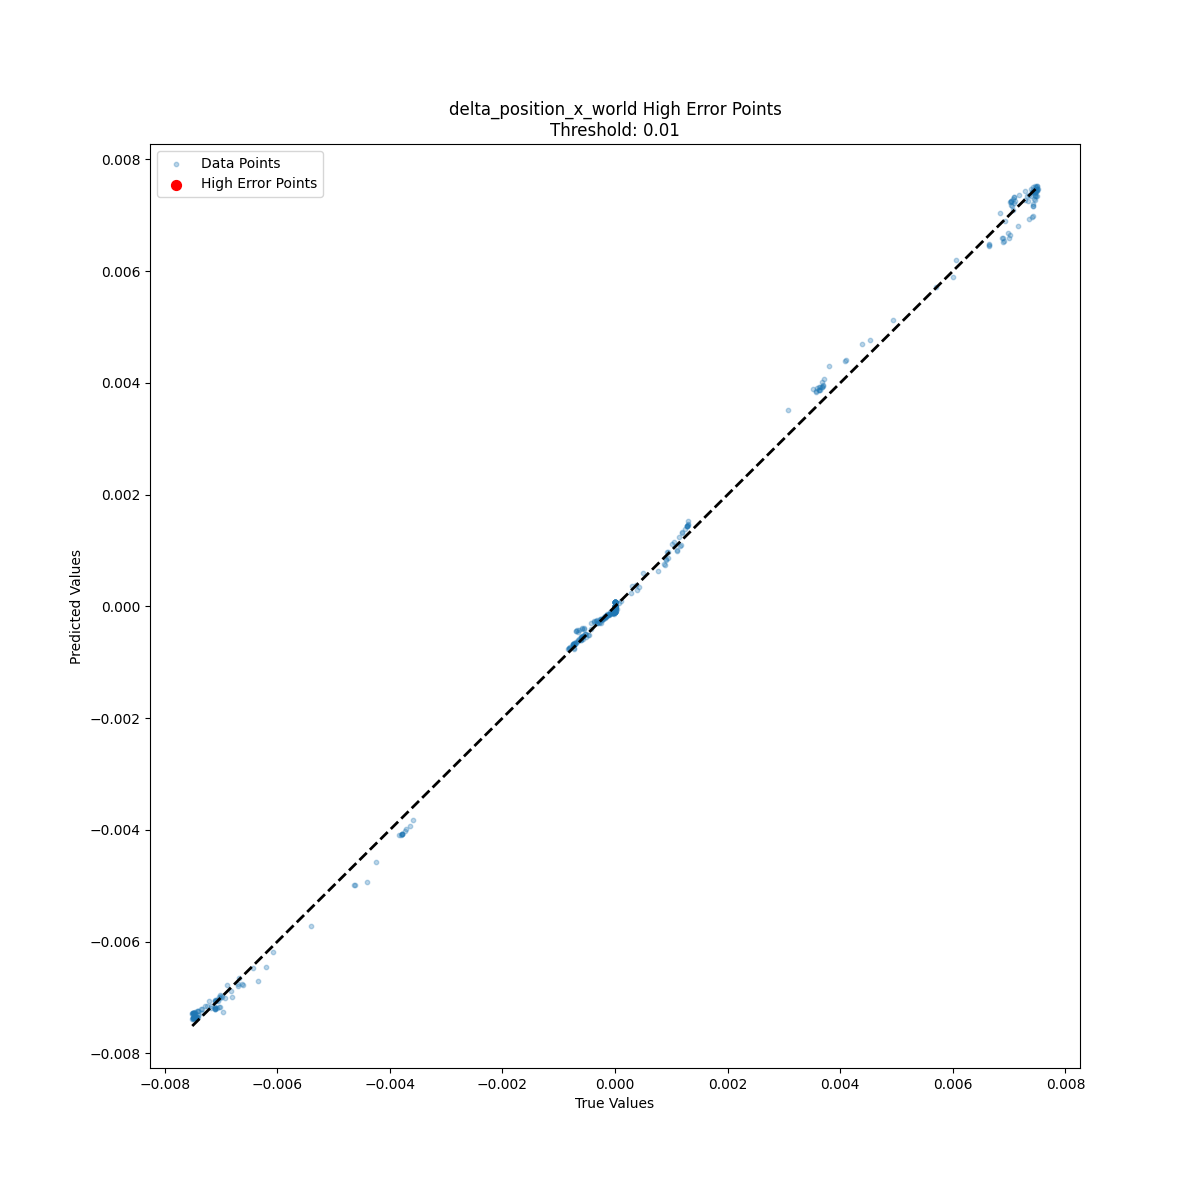 delta_position_x_world High Error Points
Threshold: 0.01
Data Points
High Error Points
0.008
0.006
0.004
0.002
0.000
−0.002
−0.004
−0.006
−0.008
Predicted Values
−0.008 −0.006 −0.004 −0.002 0.000 0.002 0.004 0.006 0.008
True Values